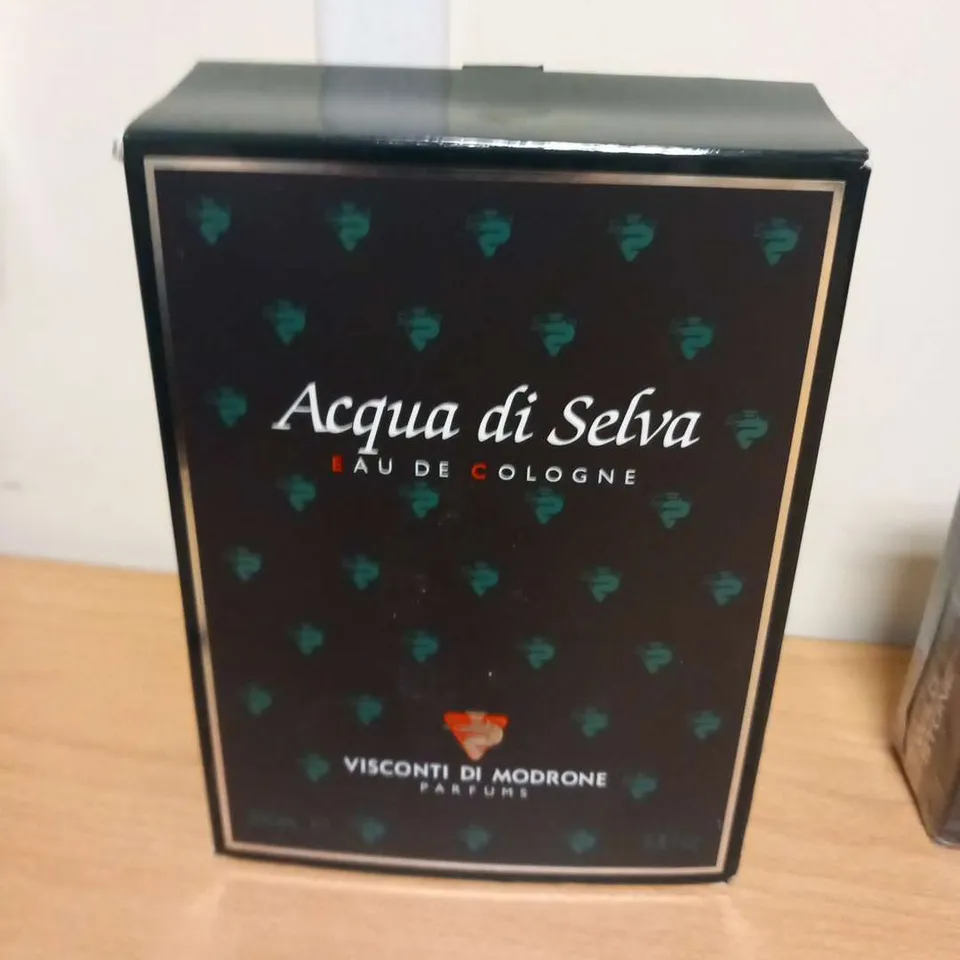 Acqua di Selva
EAU DE COLOGNE
VISCONTI DI MODRONE
PARFUMS